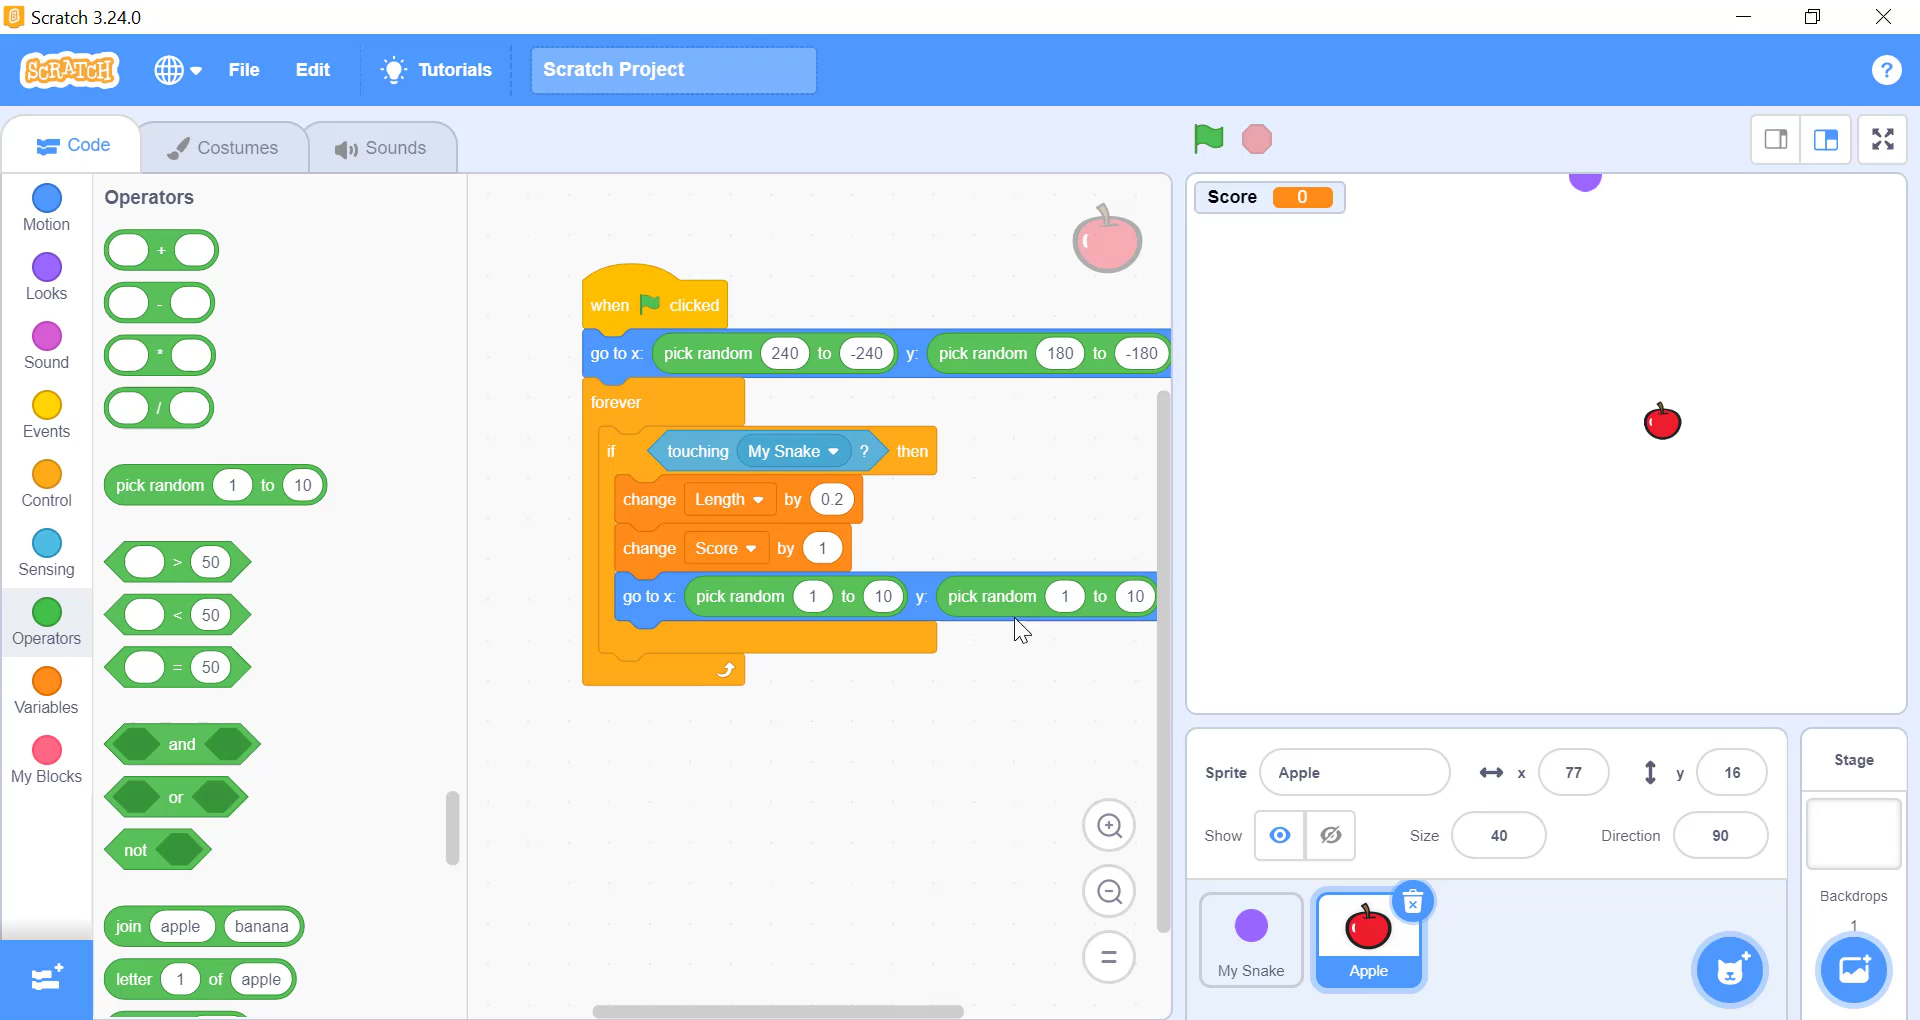 Scratch 3.24.0
SCRATCH File Edit Tutorials Scratch Project ?
Code Costumes Sounds
Motion
Looks
Sound
Events
Control
Sensing
Operators
Variables
My Blocks
Operators
+
-
*
/
pick random 1 to 10
> 50
< 50
= 50
and
or
not
join apple banana
letter 1 of apple
when clicked
go to x: pick random 240 to -240 y: pick random 180 to -180
forever
if touching My Snake ? then
change Length by 0.2
change Score by 1
go to x: pick random 1 to 10 y: pick random 1 to 10
Score 0
Sprite Apple x 77 y 16
Show Size 40 Direction 90
My Snake
Apple
Stage
Backdrops
1